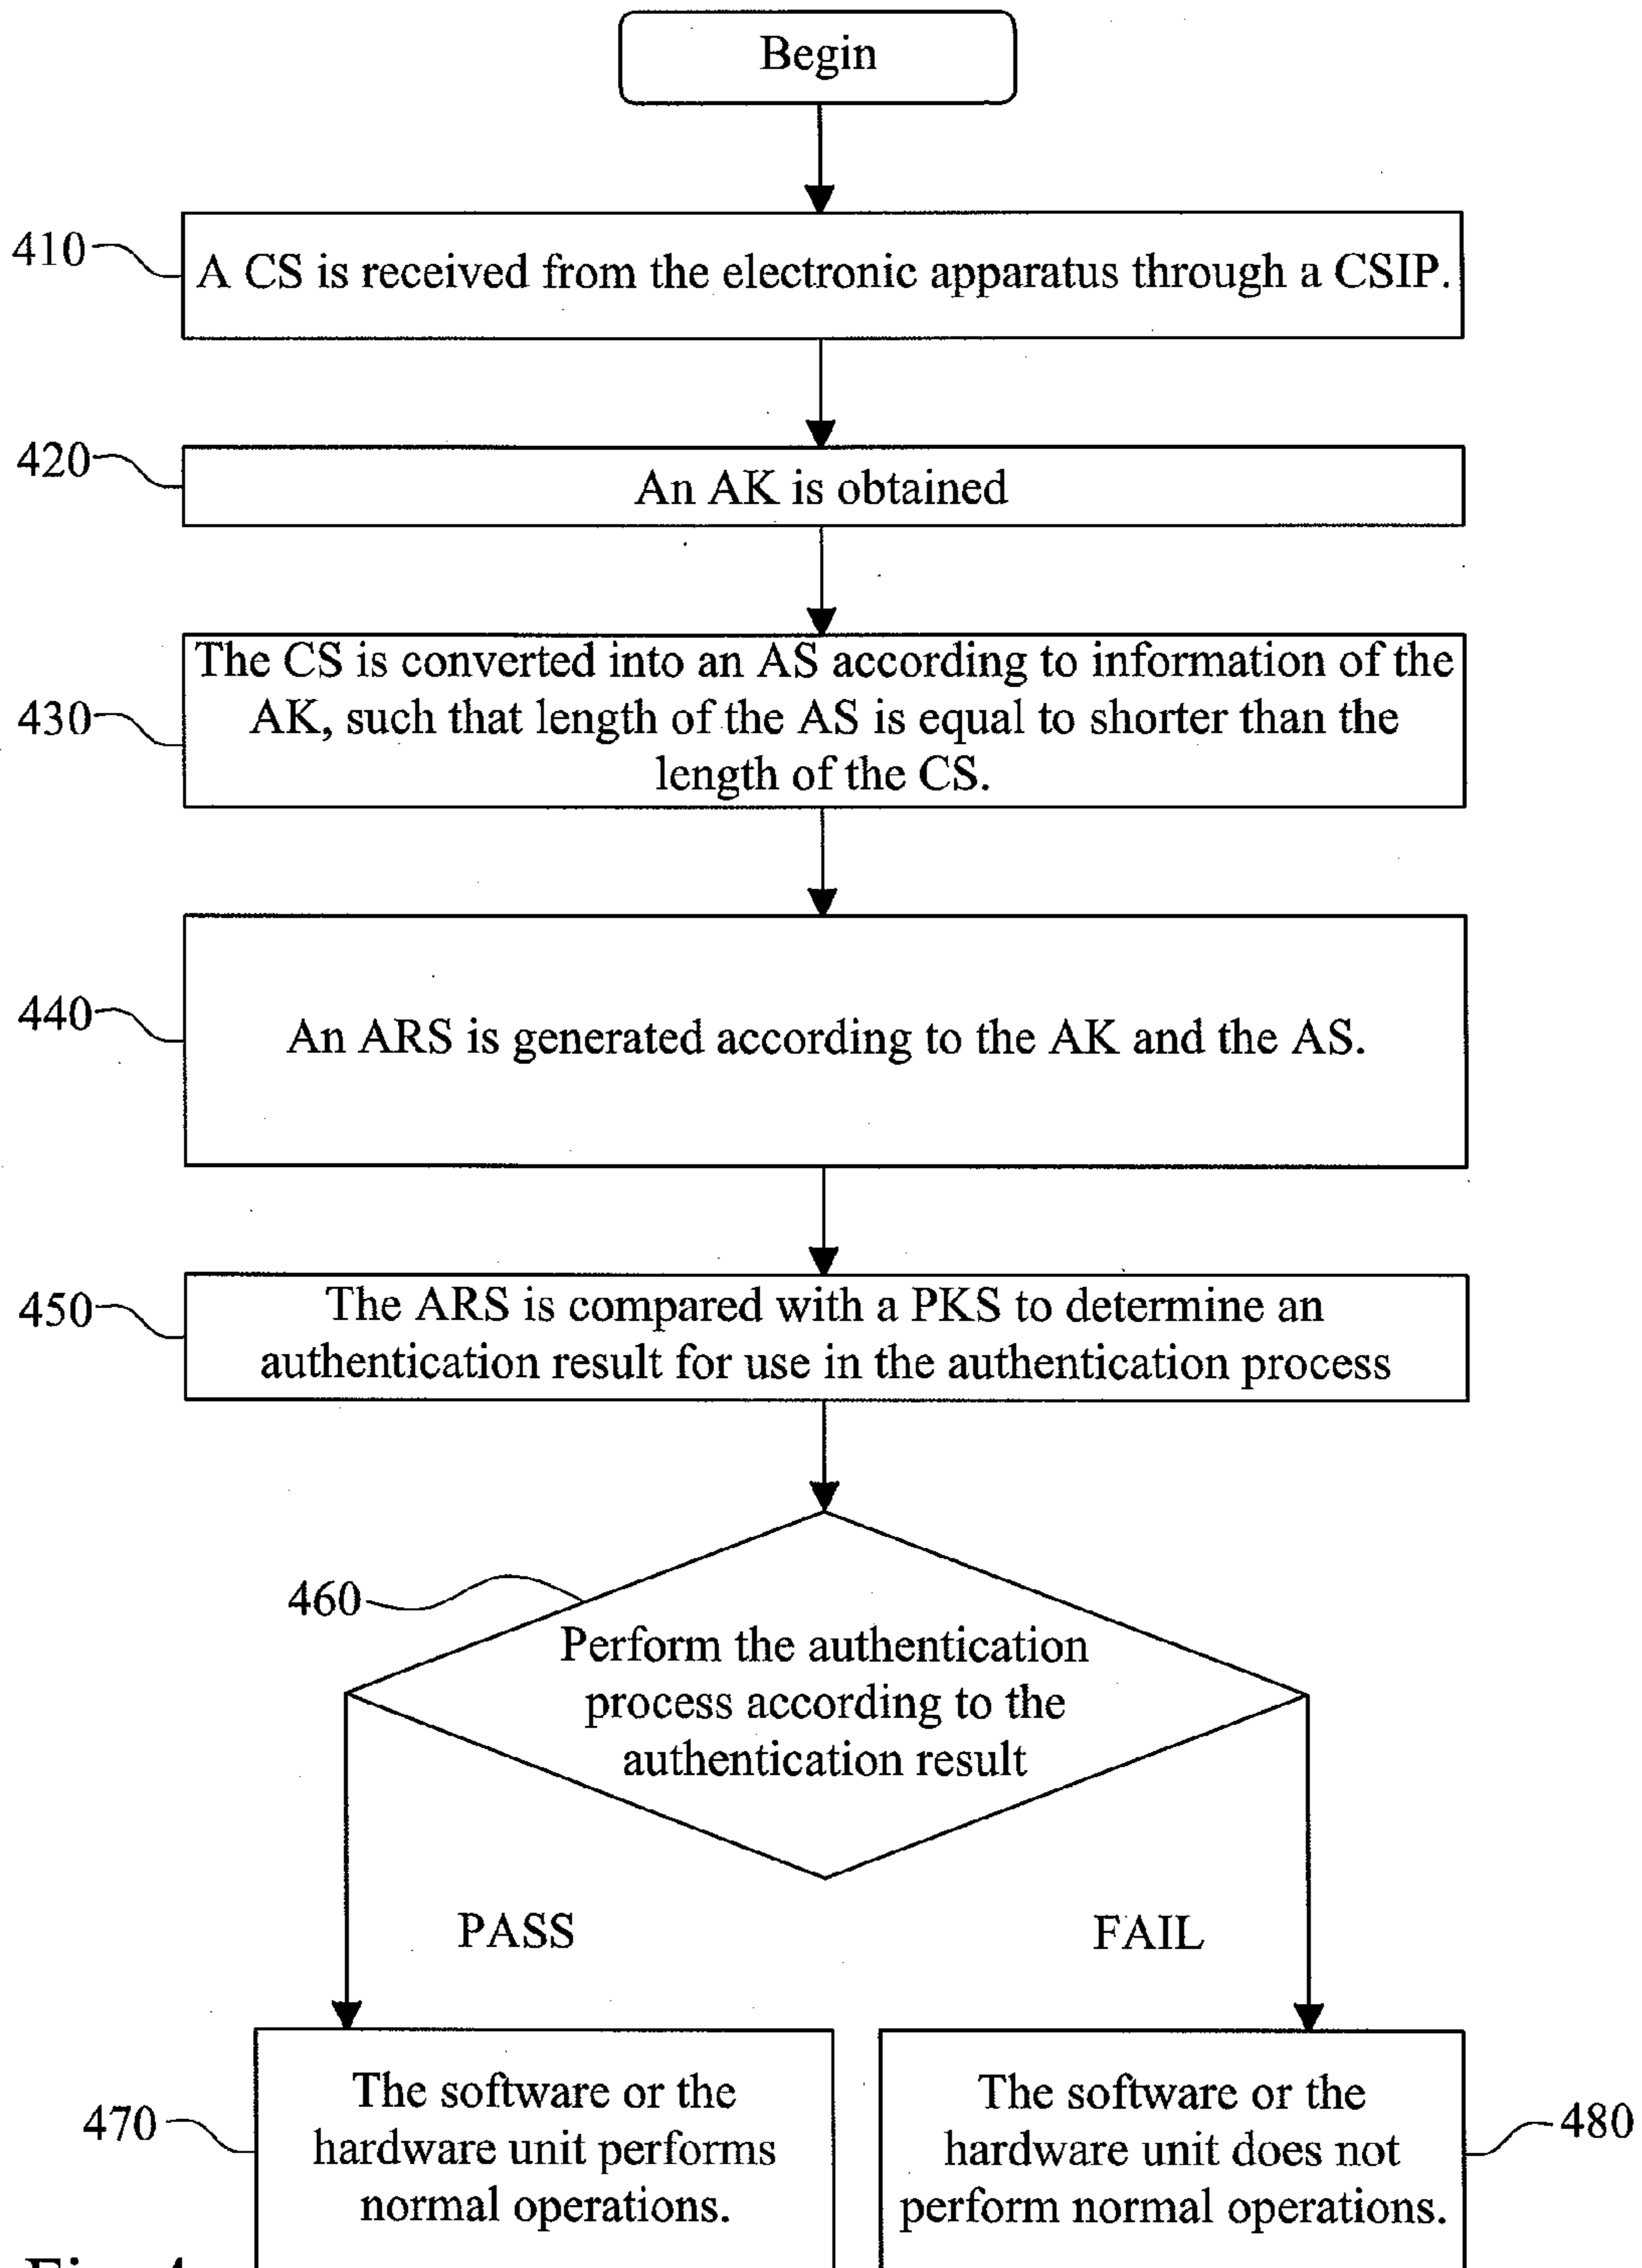 Begin
410
A CS is received from the electronic apparatus through a CSIP.
420
An AK is obtained
430
The CS is converted into an AS according to information of the
AK, such that length of the AS is equal to shorter than the
length of the CS.
440
An ARS is generated according to the AK and the AS.
450
The ARS is compared with a PKS to determine an
authentication result for use in the authentication process
460
Perform the authentication
process according to the
authentication result
PASS
FAIL
470
The software or the
hardware unit performs
normal operations.
The software or the
hardware unit does not
perform normal operations.
480